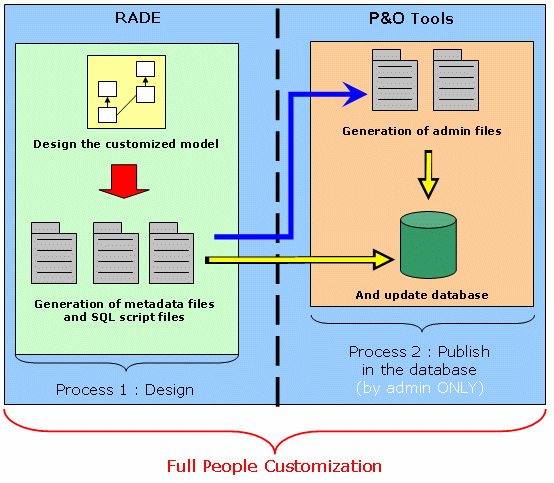 RADE
P&O Tools
Design the customized model
Generation of admin files
Generation of metadata files
and SQL script files
And update database
Process 1 : Design
Process 2 : Publish
in the database
(by admin ONLY)
Full People Customization